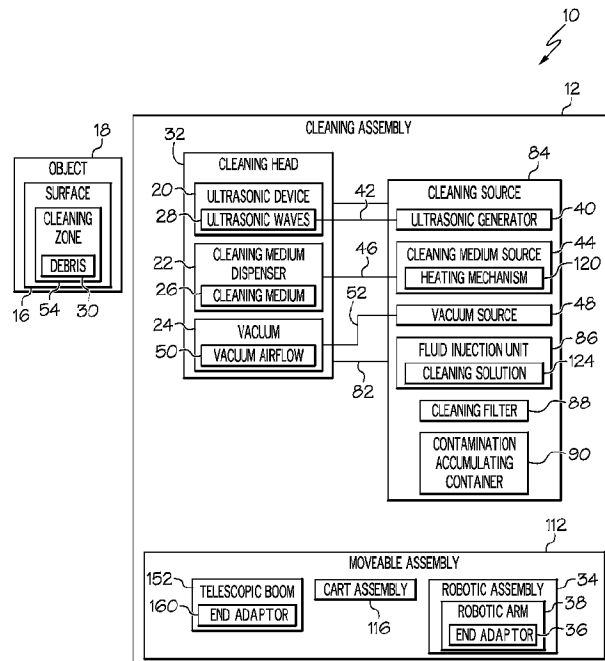 10
12
CLEANING ASSEMBLY
18
OBJECT
SURFACE
CLEANING
ZONE
DEBRIS
16
54
30
32
CLEANING HEAD
20
ULTRASONIC DEVICE
28
ULTRASONIC WAVES
22
CLEANING MEDIUM
DISPENSER
26
CLEANING MEDIUM
24
VACUUM
50
VACUUM AIRFLOW
42
46
52
82
84
CLEANING SOURCE
ULTRASONIC GENERATOR
40
CLEANING MEDIUM SOURCE
44
HEATING MECHANISM
120
VACUUM SOURCE
48
FLUID INJECTION UNIT
86
CLEANING SOLUTION
124
CLEANING FILTER
88
CONTAMINATION
ACCUMULATING
CONTAINER
90
112
MOVEABLE ASSEMBLY
152
TELESCOPIC BOOM
160
END ADAPTOR
CART ASSEMBLY
116
ROBOTIC ASSEMBLY
34
ROBOTIC ARM
38
END ADAPTOR
36